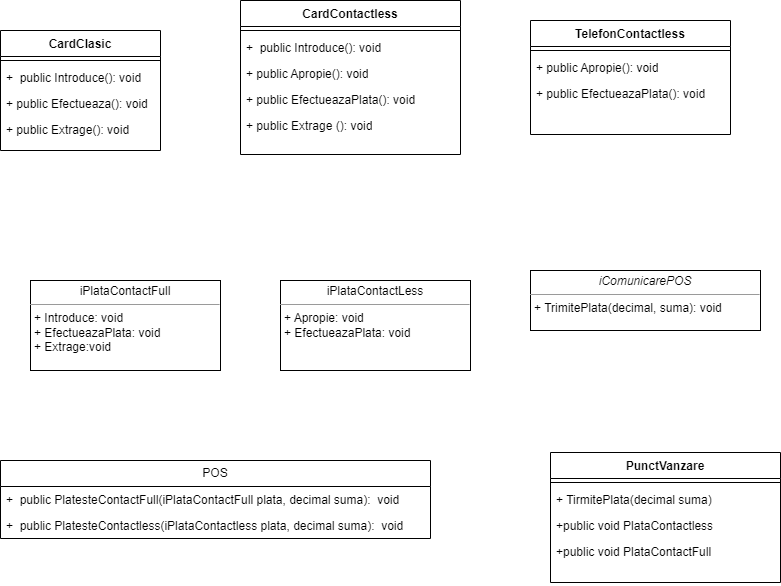 CardClasic
+ public Introduce(): void
+ public Efectueaza(): void
+ public Extrage(): void
CardContactless
+ public Introduce(): void
+ public Apropie(): void
+ public EfectueazaPlata(): void
+ public Extrage (): void
TelefonContactless
+ public Apropie(): void
+ public EfectueazaPlata(): void
iPlataContactFull
+ Introduce: void
+ EfectueazaPlata: void
+ Extrage:void
iPlataContactLess
+ Apropie: void
+ EfectueazaPlata: void
iComunicarePOS
+ TrimitePlata(decimal, suma): void
POS
+ public PlatesteContactFull(iPlataContactFull plata, decimal suma): void
+ public PlatesteContactless(iPlataContactless plata, decimal suma): void
PunctVanzare
+ TirmitePlata(decimal suma)
+public void PlataContactless
+public void PlataContactFull